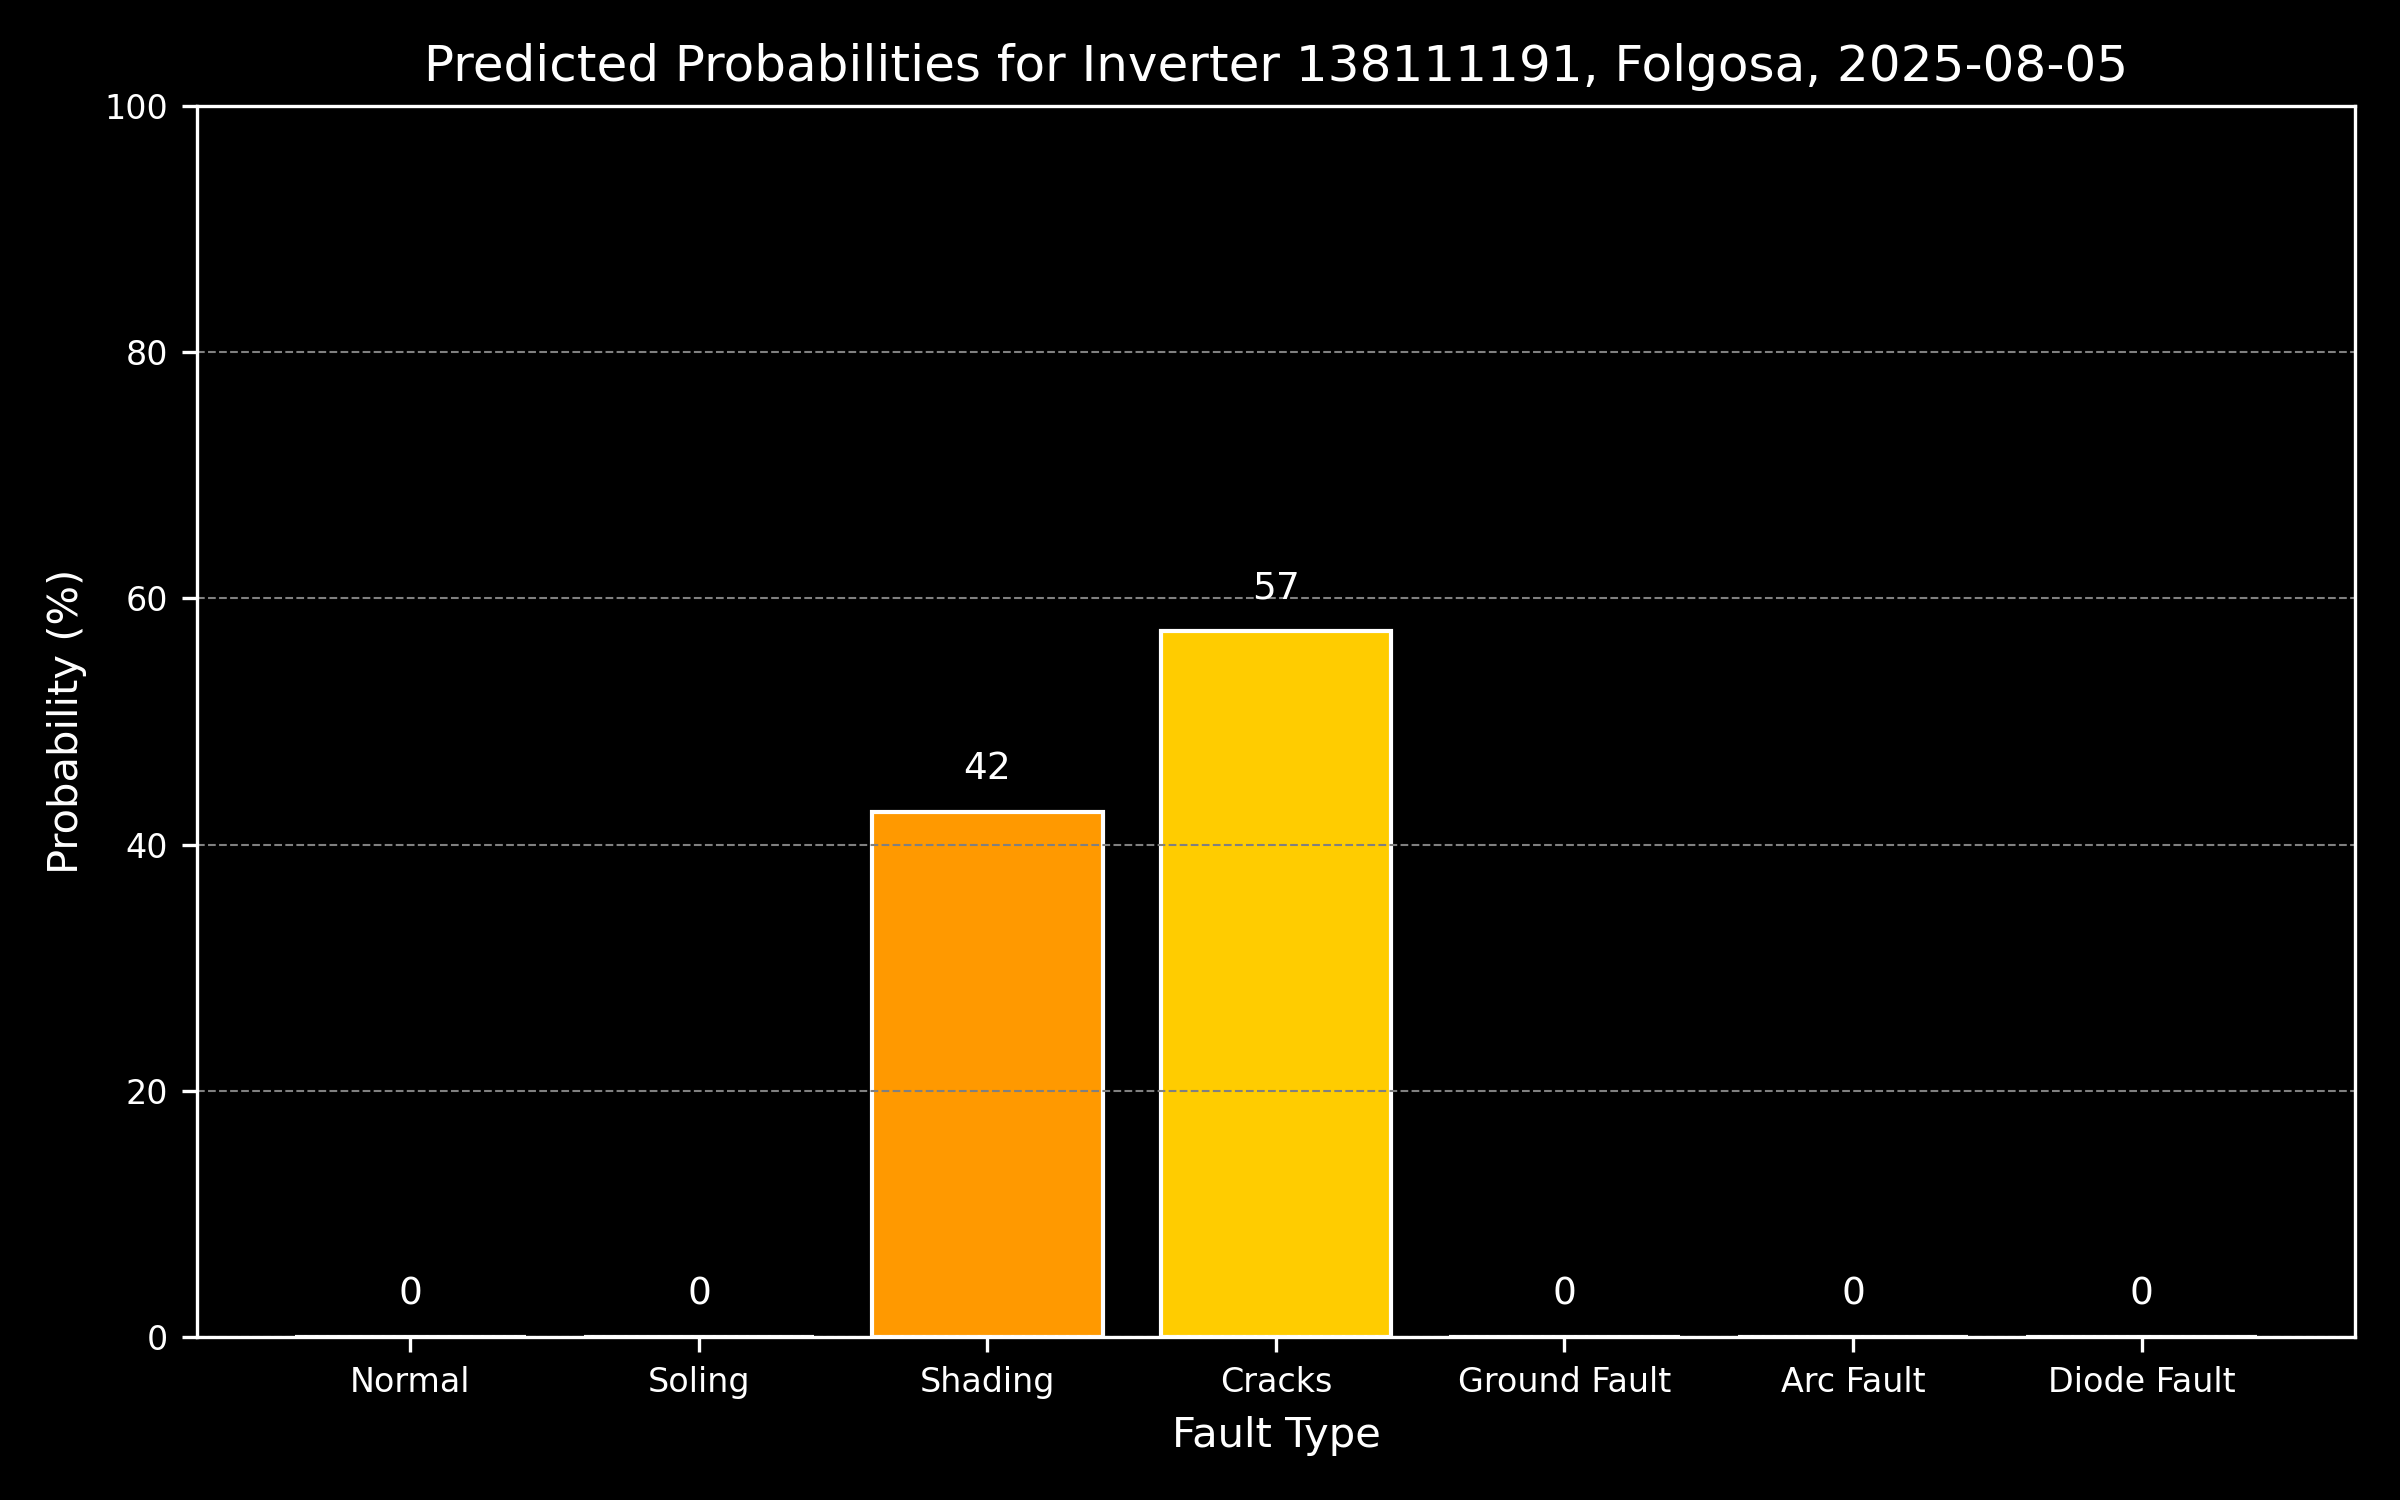 Predicted Probabilities for Inverter 138111191, Folgosa, 2025-08-05
100
80
60
40
20
0
Probability (%)
0
0
42
57
0
0
0
Normal
Soling
Shading
Cracks
Ground Fault
Arc Fault
Diode Fault
Fault Type